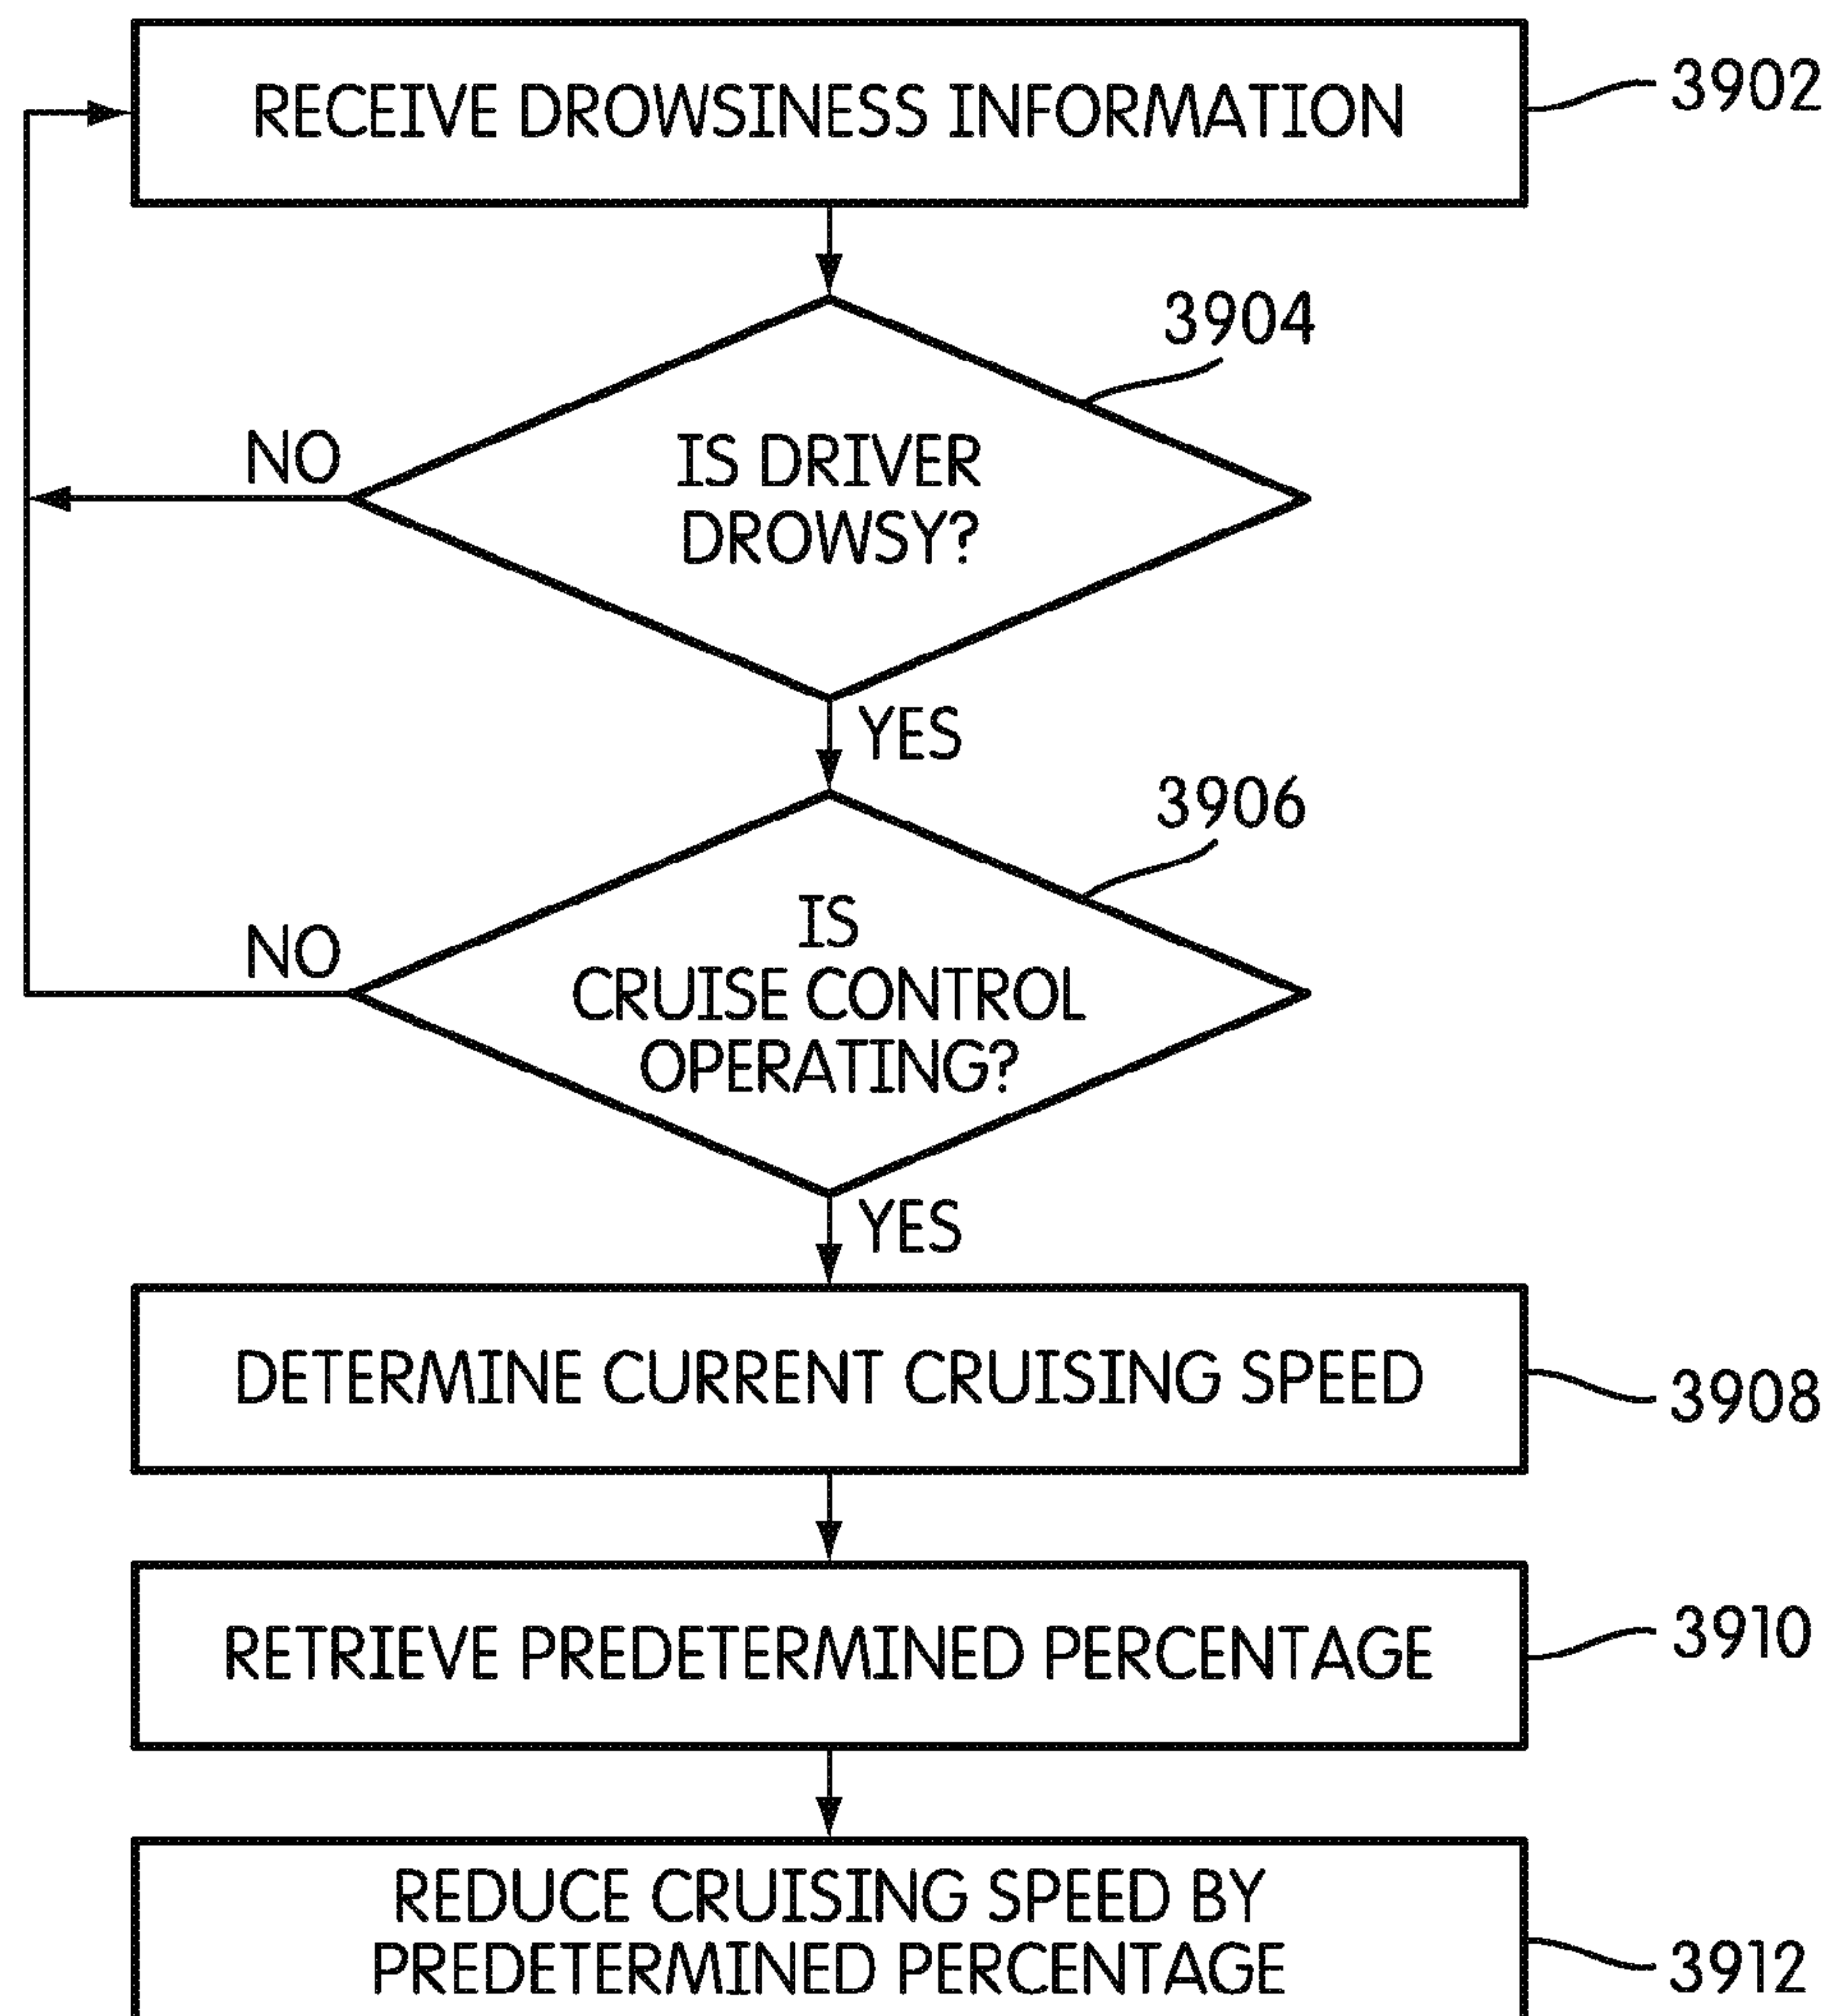 RECEIVE DROWSINESS INFORMATION
3902
3904
IS DRIVER
DROWSY?
NO
YES
3906
IS
CRUISE CONTROL
OPERATING?
NO
YES
DETERMINE CURRENT CRUISING SPEED
3908
RETRIEVE PREDETERMINED PERCENTAGE
3910
REDUCE CRUISING SPEED BY
PREDETERMINED PERCENTAGE
3912